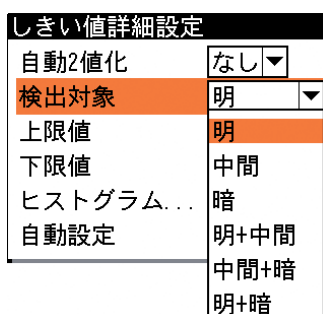 しきい値詳細設定
自動2値化 なし
検出対象 明
上限値 明
下限値 中間
ヒストグラム... 暗
自動設定 明+中間
中間+暗
明+暗